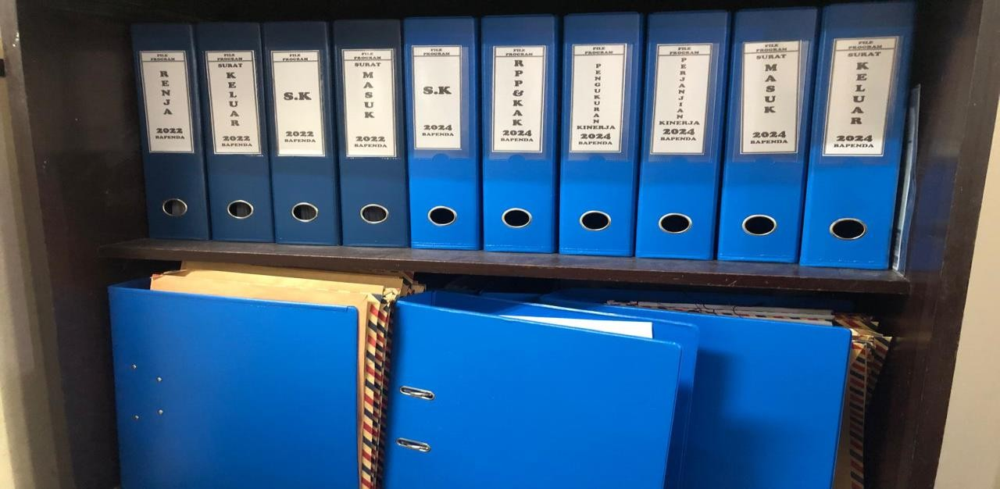 FILE
PROGRAM
RENJA
2022
BAPENDA
FILE
PROGRAM
SURAT
KELUAR
2022
BAPENDA
FILE
PROGRAM
S.K
2022
BAPENDA
FILE
PROGRAM
SURAT
MASUK
2022
BAPENDA
FILE
PROGRAM
S.K
2024
BAPENDA
FILE
PROGRAM
RPP&KAK
2024
BAPENDA
FILE
PROGRAM
PENGUKURAN
KINERJA
2024
BAPENDA
FILE
PROGRAM
PERJANJIAN
KINERJA
2024
BAPENDA
FILE
PROGRAM
SURAT
MASUK
2024
BAPENDA
FILE
PROGRAM
SURAT
KELUAR
2024
BAPENDA